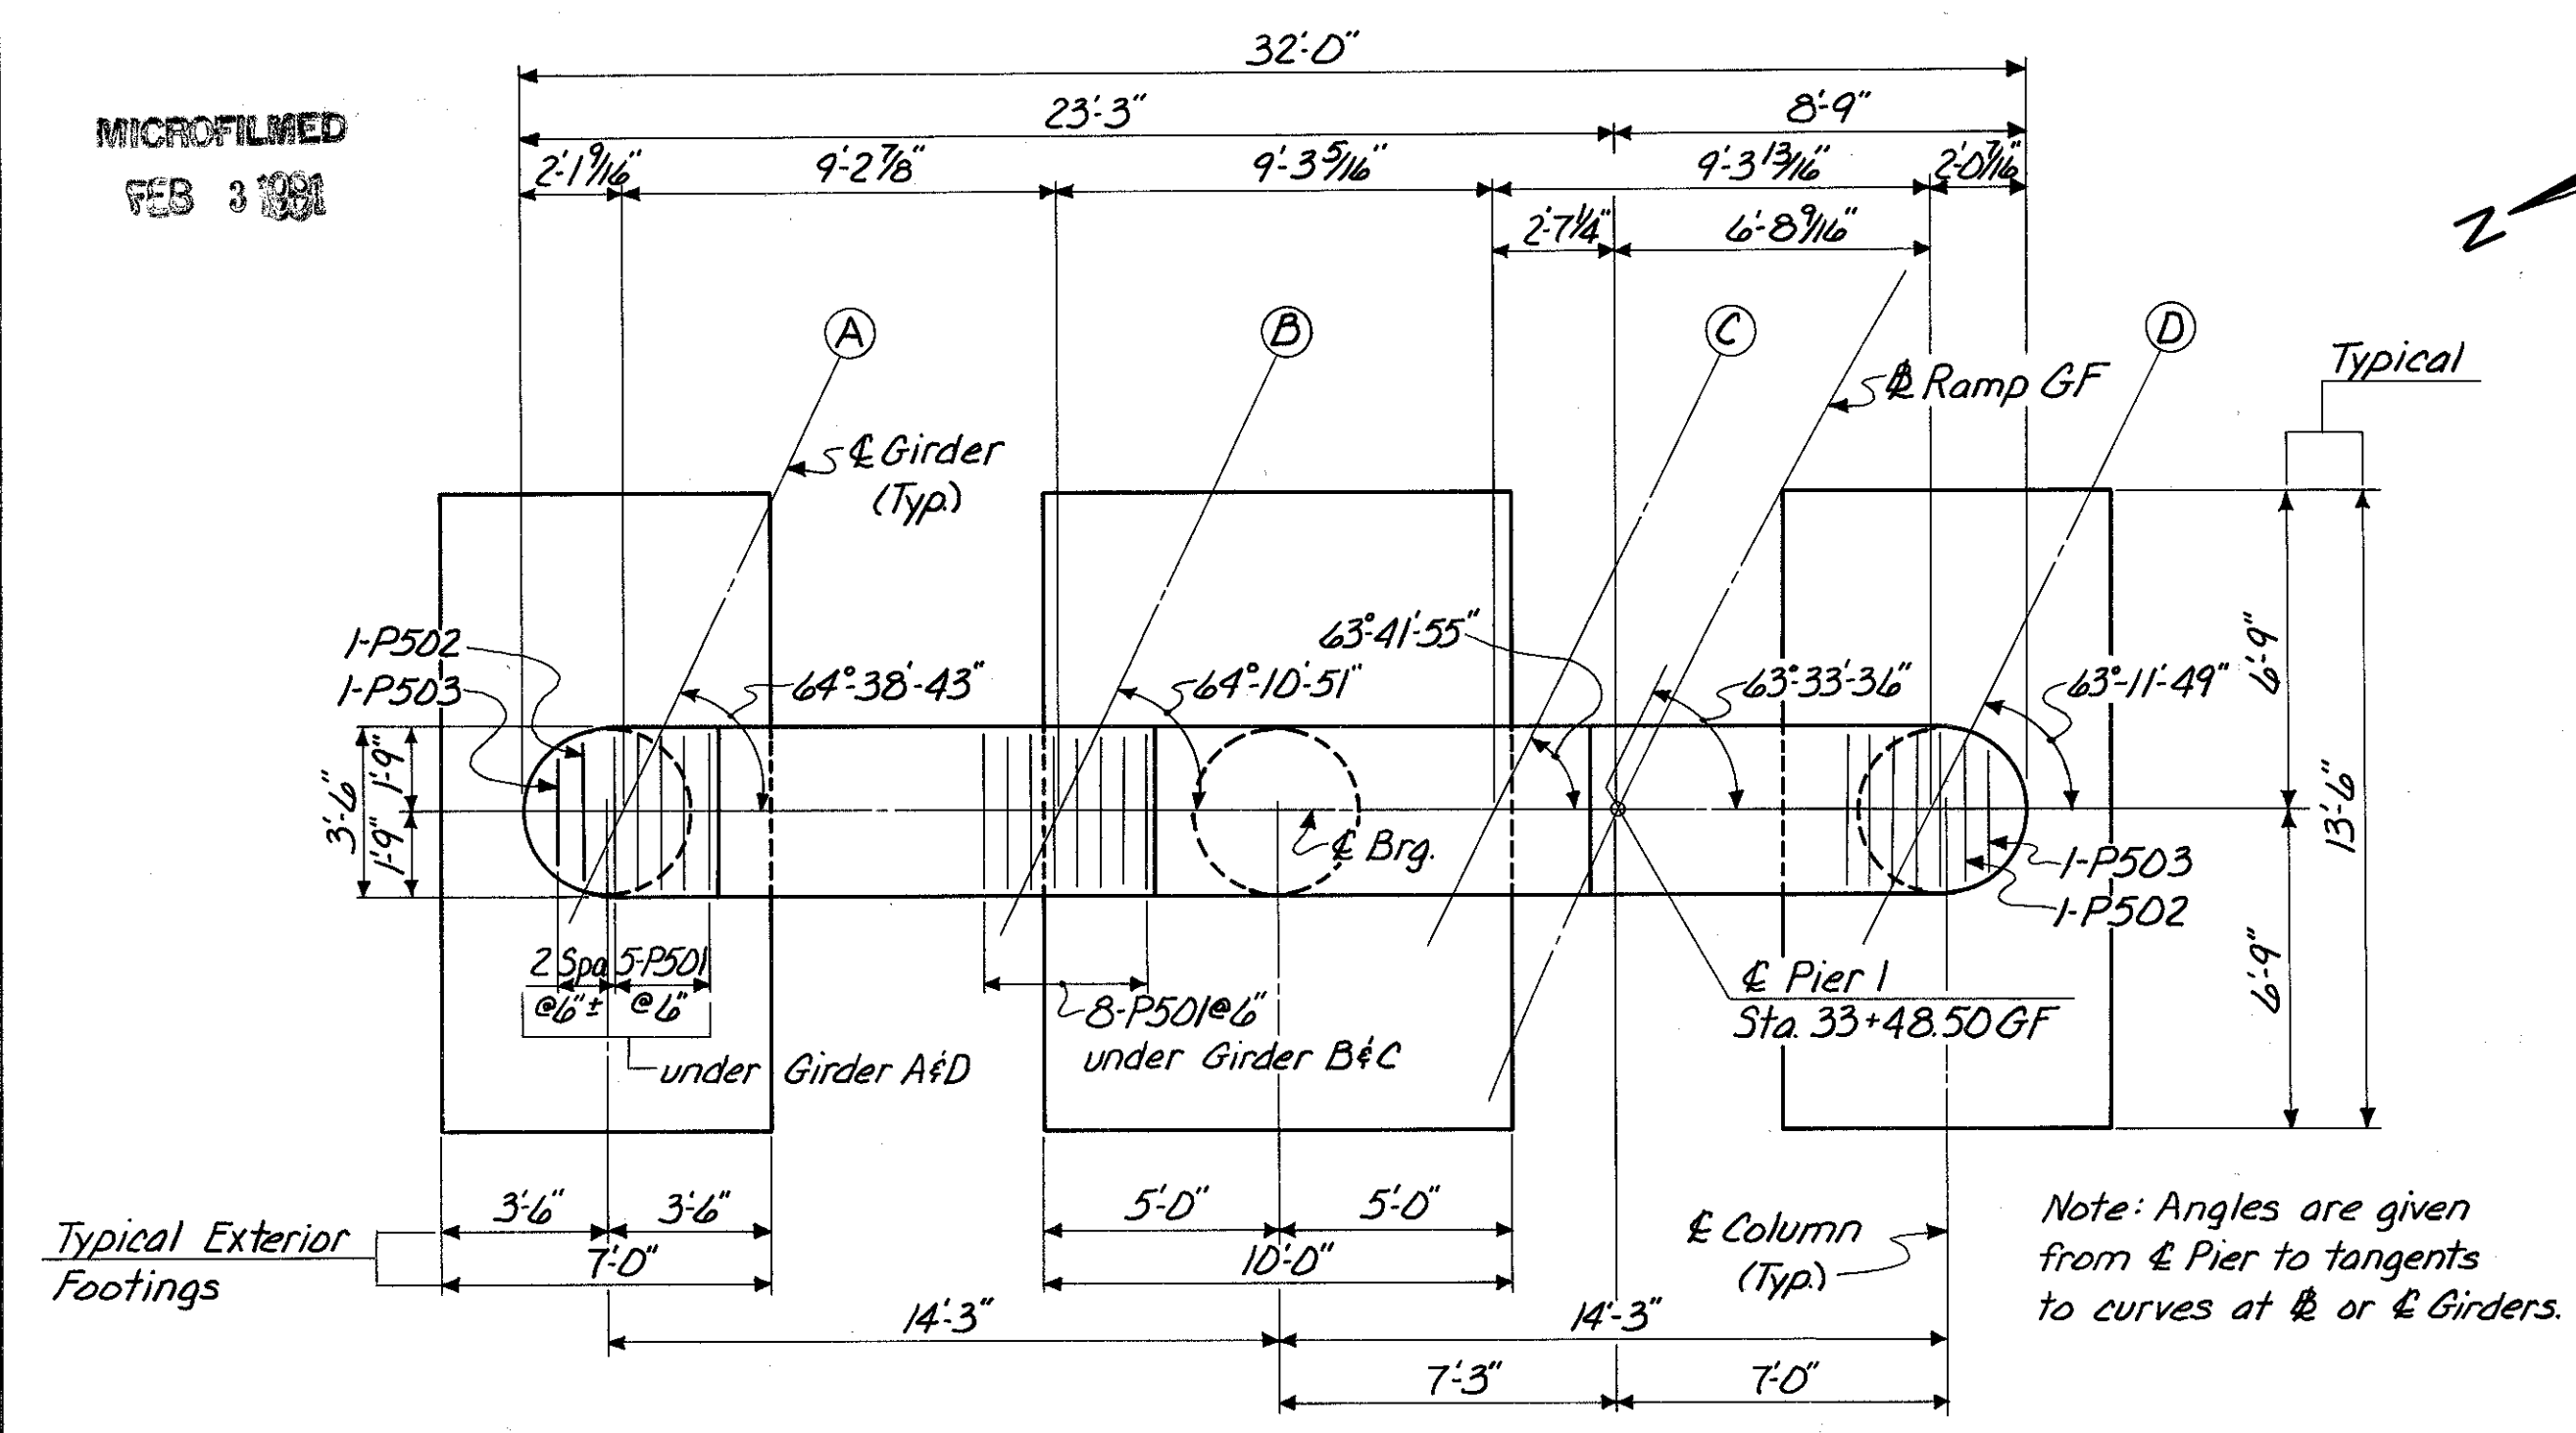 32'-0"
MICROFILMED
FEB 3 1981
23'-3"
8'-9"
2'-1 9/16"
9'-2 7/8"
9'-3 5/16"
9'-3 13/16"
2'-0 7/16"
2'-7 1/4"
6'-8 9/16"
N
A
B
C
D
℄ Girder
(Typ.)
℔ Ramp GF
Typical
1-P502
1-P503
64°-38'-43"
64°-10'-51"
63°-41'-55"
63°-33'-36"
63°-11'-49"
3'-6"
1'-9"
1'-9"
6'-9"
6'-9"
13'-6"
℄ Brg.
1-P503
1-P502
2 Spa
@6"±
5-P501
@6"
under Girder A&D
8-P501@6"
under Girder B&C
℄ Pier 1
Sta. 33+48.50 GF
Typical Exterior
Footings
3'-6"
3'-6"
7'-0"
5'-0"
5'-0"
10'-0"
℄ Column
(Typ.)
14'-3"
14'-3"
7'-3"
7'-0"
Note: Angles are given
from ℄ Pier to tangents
to curves at ℔ or ℄ Girders.